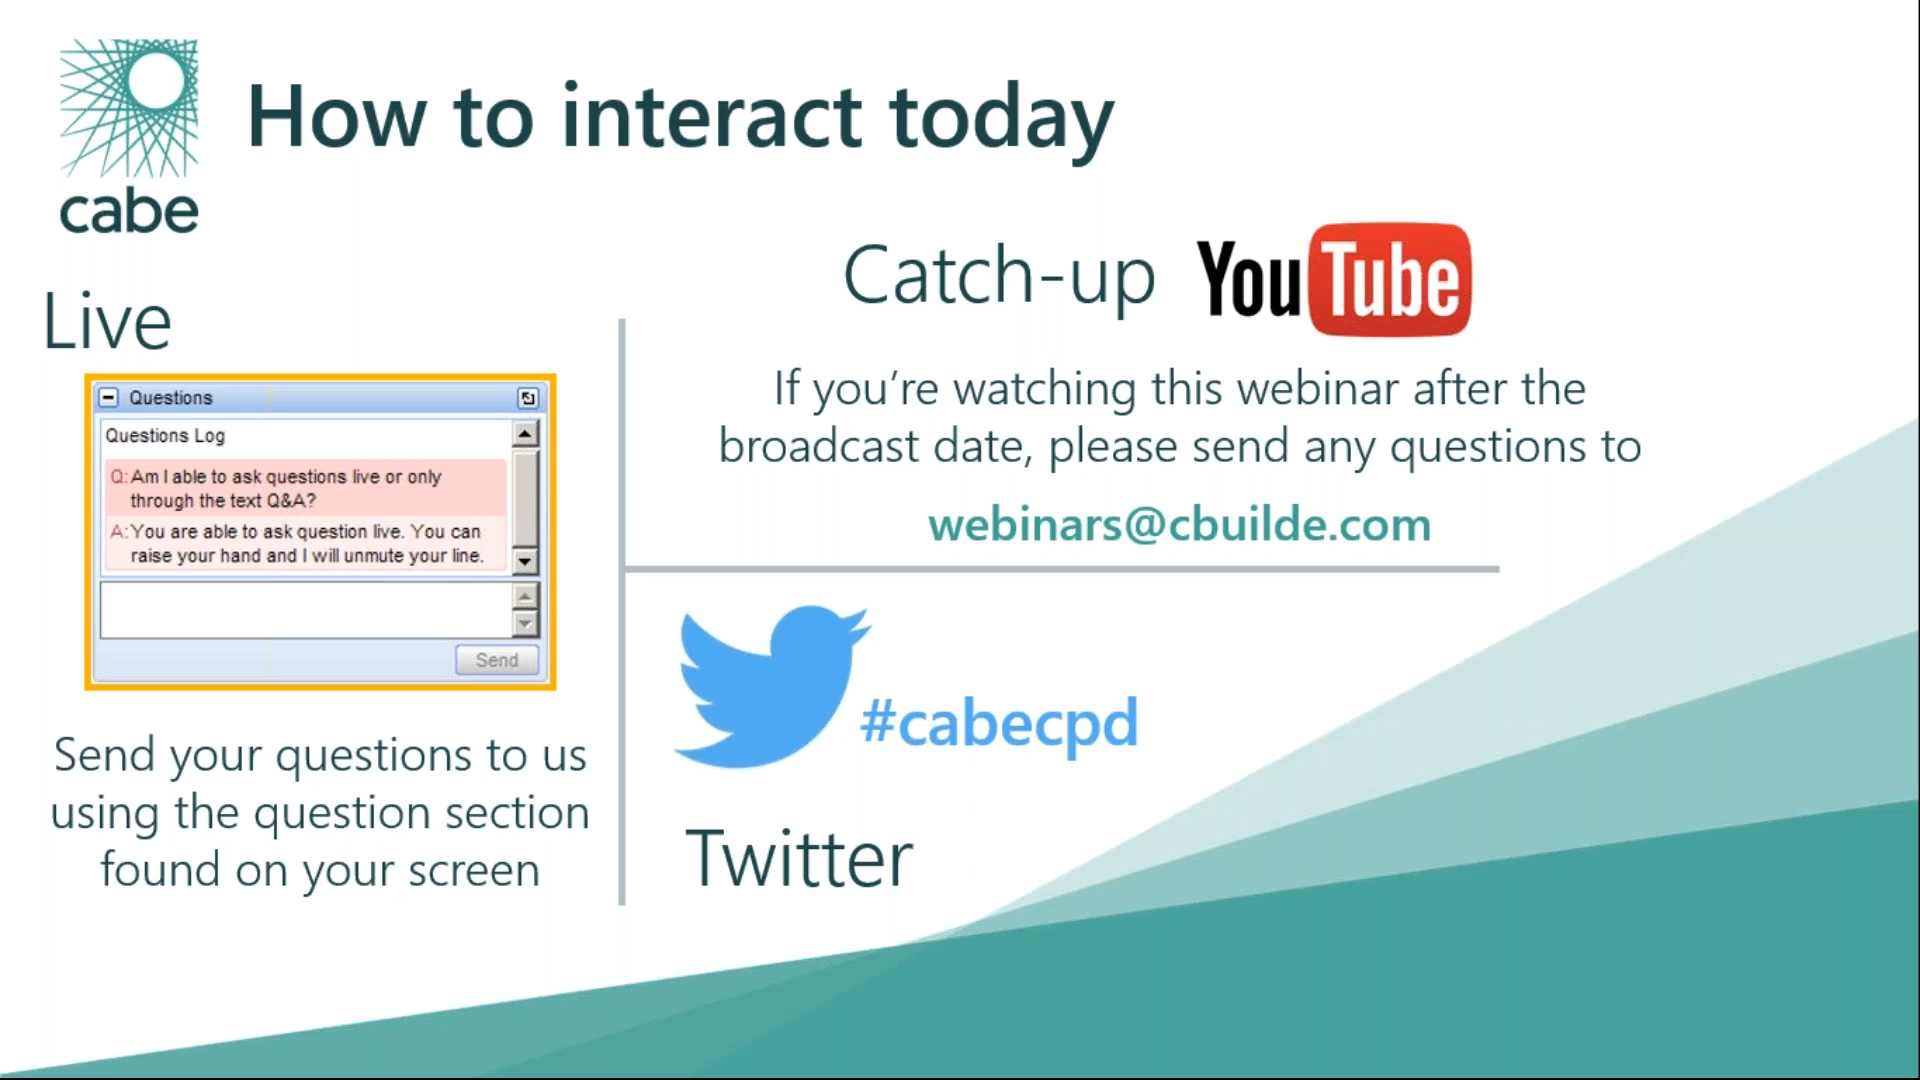 cabe
How to interact today
Live
Questions
Questions Log
Q: Am I able to ask questions live or only
through the text Q&A?
A: You are able to ask question live. You can
raise your hand and I will unmute your line.
Send
Send your questions to us
using the question section
found on your screen
Catch-up YouTube
If you’re watching this webinar after the
broadcast date, please send any questions to
webinars@cbuilde.com
#cabecpd
Twitter